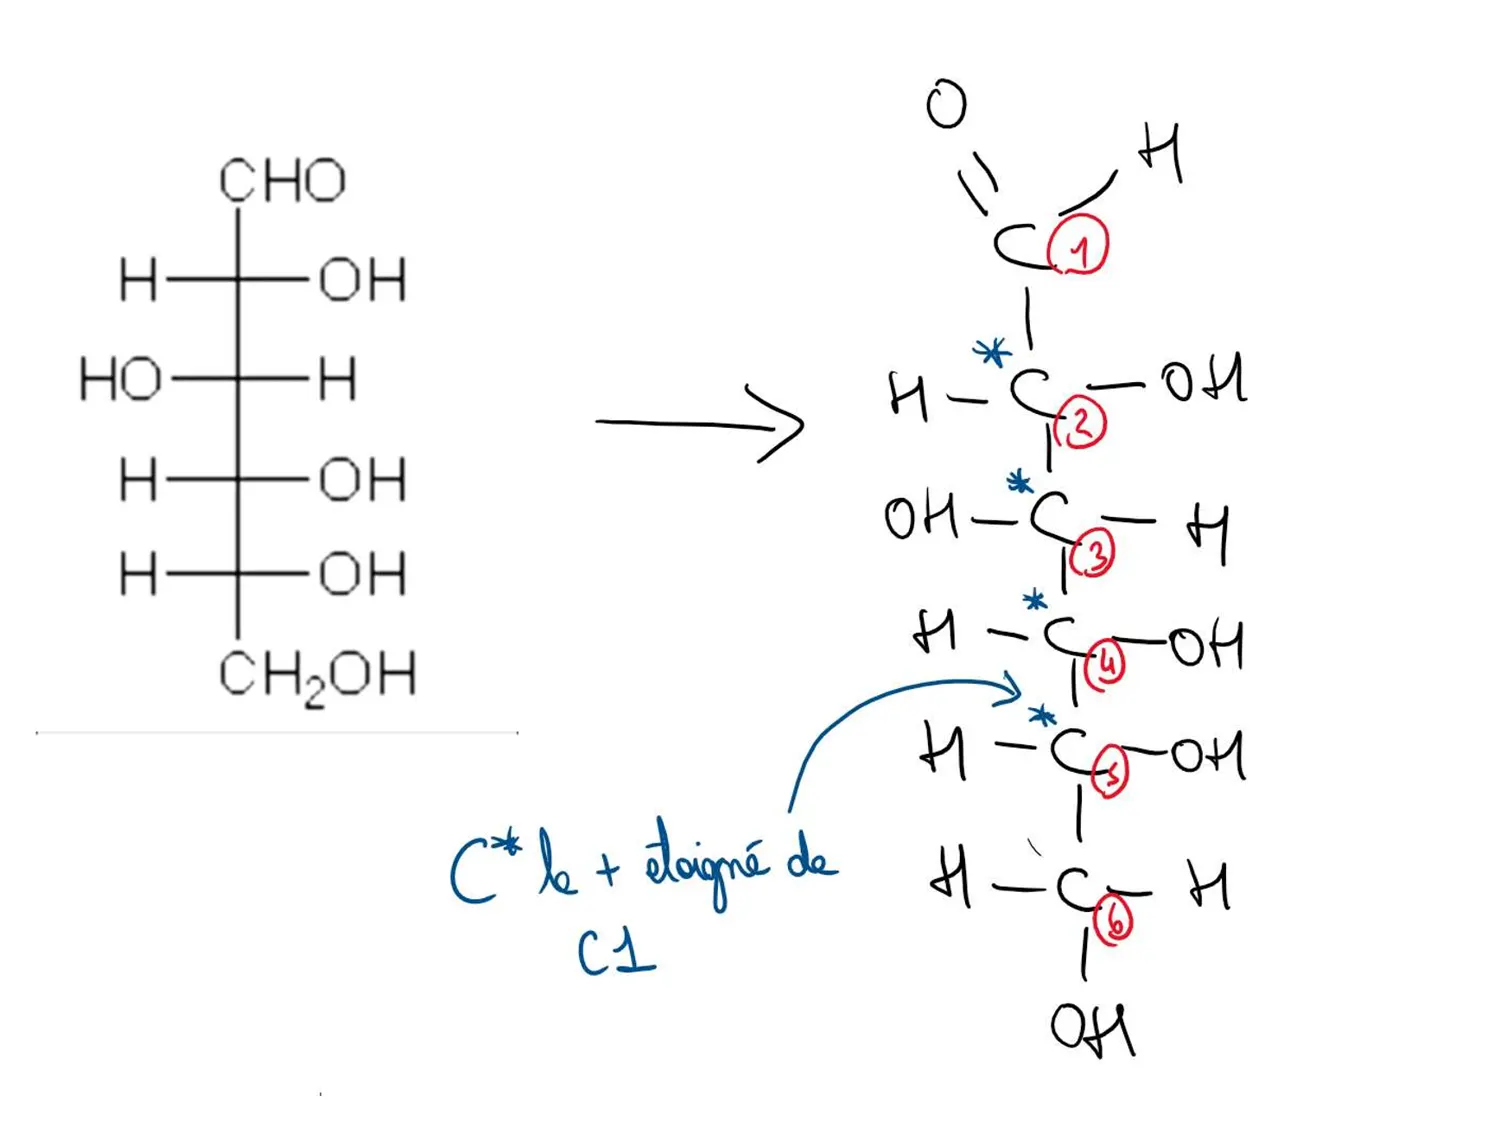 CHO
H OH
HO H
H OH
H OH
CH₂OH
O
H
C 1
* H - C - OH
2
* OH - C - H
3
* H - C - OH
4
* H - C - OH
5
H - C - H
6
OH
C* le + éloigné de
C1